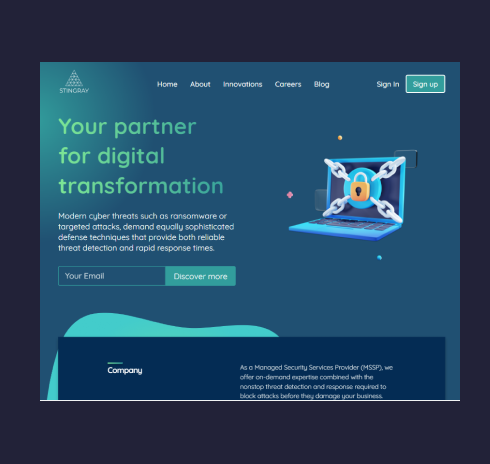 STINGRAY
Home About Innovations Careers Blog Sign In Sign up
Your partner
for digital
transformation
Modern cyber threats such as ransomware or
targeted attacks, demand equally sophisticated
defense techniques that provide both reliable
threat detection and rapid response times.
Your Email Discover more
Company
As a Managed Security Services Provider (MSSP), we
offer on-demand expertise combined with the
nonstop threat detection and response required to
block attacks before they damage your business.